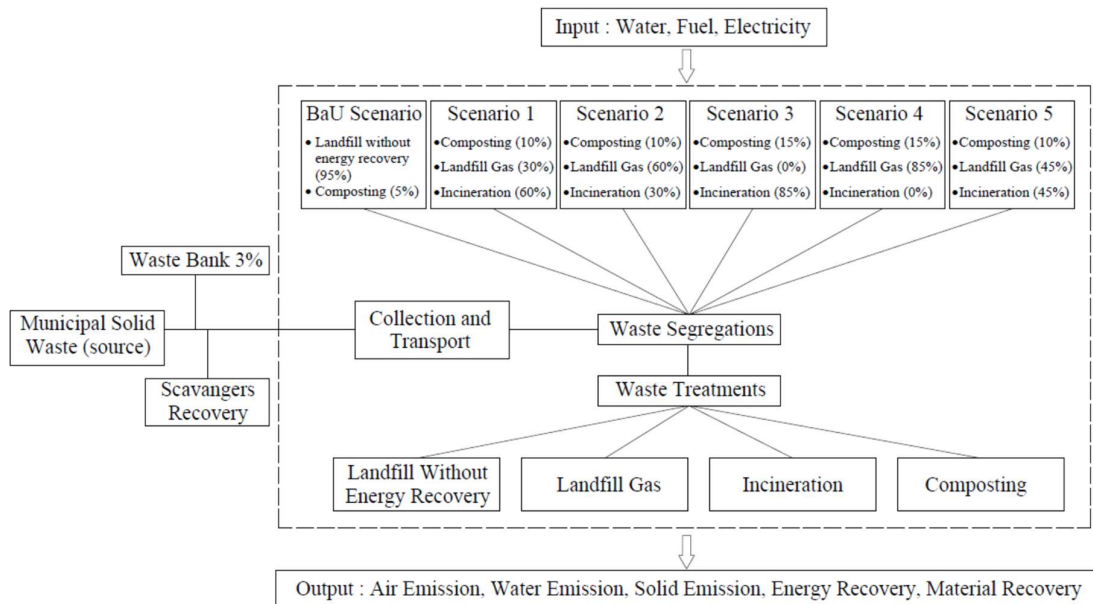 Input : Water, Fuel, Electricity
BaU Scenario
• Landfill without
energy recovery
(95%)
• Composting (5%)
Scenario 1
•Composting (10%)
•Landfill Gas (30%)
•Incineration (60%)
Scenario 2
•Composting (10%)
•Landfill Gas (60%)
•Incineration (30%)
Scenario 3
•Composting (15%)
•Landfill Gas (0%)
•Incineration (85%)
Scenario 4
•Composting (15%)
•Landfill Gas (85%)
•Incineration (0%)
Scenario 5
•Composting (10%)
•Landfill Gas (45%)
•Incineration (45%)
Waste Bank 3%
Municipal Solid
Waste (source)
Scavangers
Recovery
Collection and
Transport
Waste Segregations
Waste Treatments
Landfill Without
Energy Recovery
Landfill Gas
Incineration
Composting
Output : Air Emission, Water Emission, Solid Emission, Energy Recovery, Material Recovery